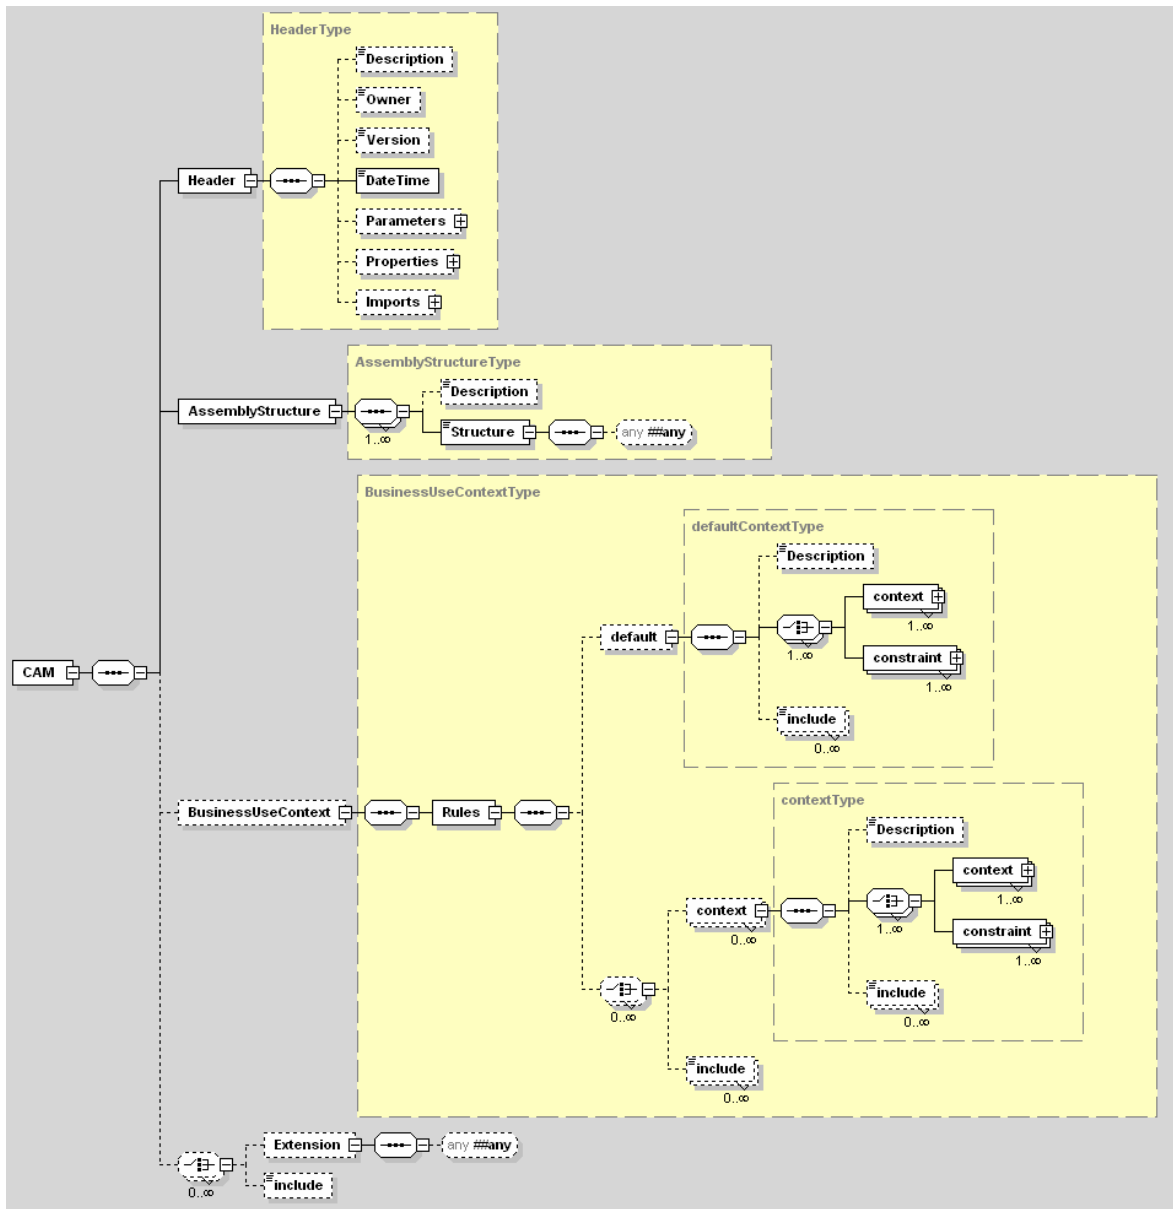 HeaderType
Description
Owner
Version
Header
DateTime
Parameters
Properties
Imports
AssemblyStructureType
Description
AssemblyStructure
1..∞
Structure
any ##any
BusinessUseContextType
defaultContextType
Description
context
1..∞
default
1..∞
constraint
1..∞
include
0..∞
CAM
BusinessUseContext
Rules
contextType
Description
context
1..∞
context
0..∞
1..∞
constraint
1..∞
include
0..∞
0..∞
include
0..∞
Extension
any ##any
0..∞
include